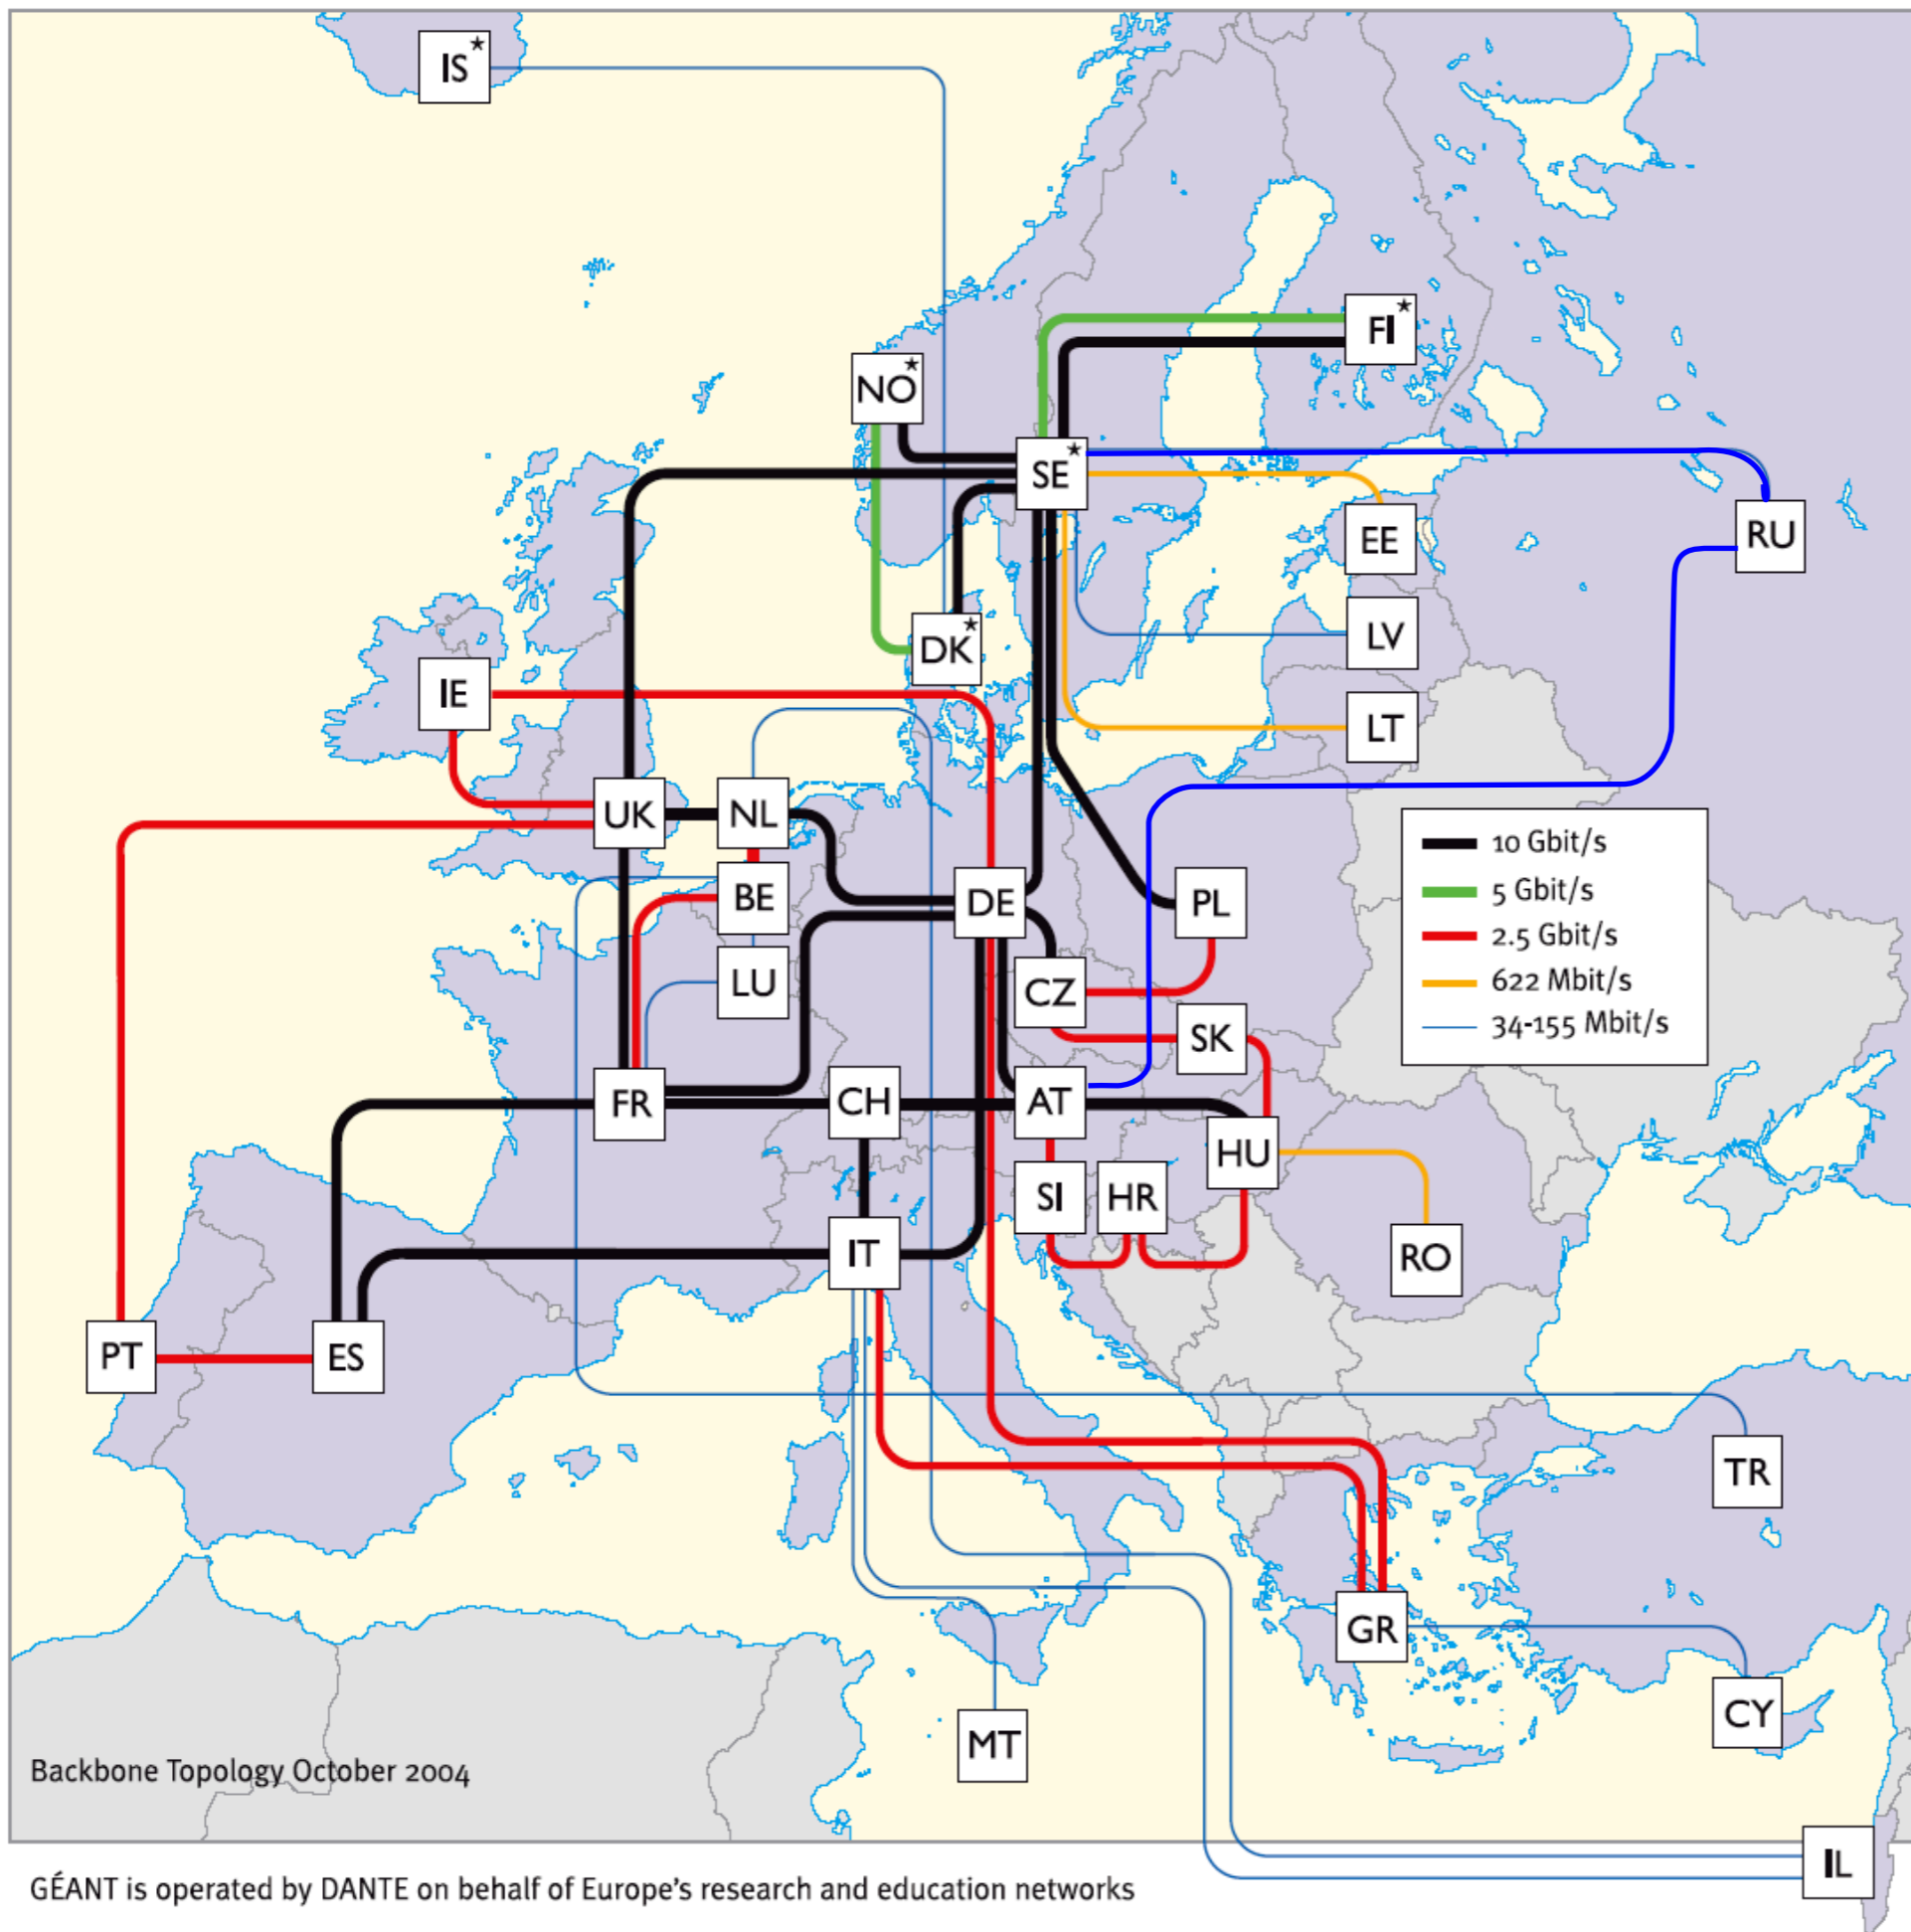 IS*
FI*
NO*
SE*
RU
EE
LV
DK*
IE
LT
UK
NL
10 Gbit/s
5 Gbit/s
2.5 Gbit/s
622 Mbit/s
34-155 Mbit/s
BE
DE
PL
LU
CZ
SK
FR
CH
AT
HU
SI
HR
IT
RO
PT
ES
TR
GR
CY
MT
Backbone Topology October 2004
IL
GÉANT is operated by DANTE on behalf of Europe's research and education networks